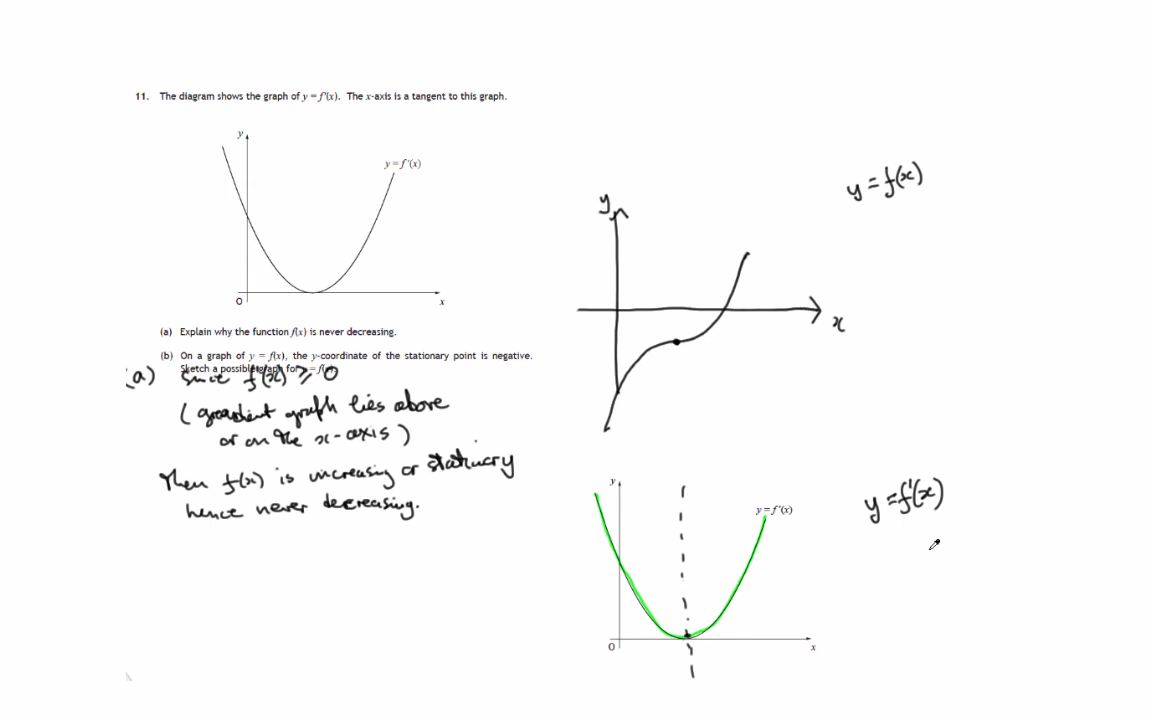 11. The diagram shows the graph of y = f'(x). The x-axis is a tangent to this graph.
y
y = f'(x)
O
x
(a) Explain why the function f(x) is never decreasing.
(b) On a graph of y = f(x), the y-coordinate of the stationary point is negative.
Sketch a possible graph for y = f(x).
(a) Since f'(x) ⩾ 0
(gradient graph lies above
or on the x-axis)
Then f(x) is increasing or stationary
hence never decreasing.
y = f(x)
y
x
y
y = f'(x)
O
x
y = f'(x)